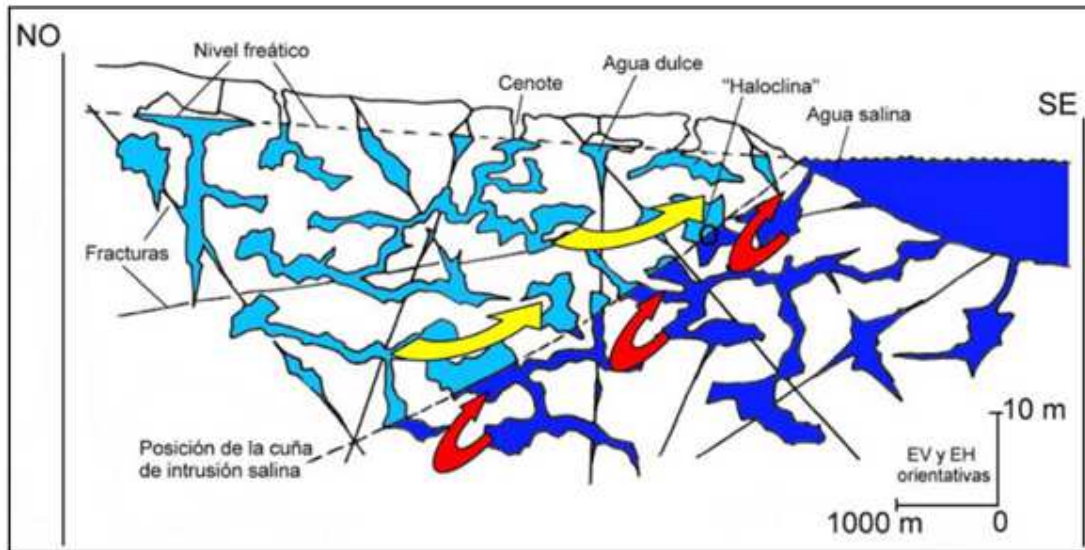 NO
Nivel freático
Cenote
Agua dulce
"Haloclina"
Agua salina
SE
Fracturas
Posición de la cuña
de intrusión salina
10 m
EV y EH
orientativas
1000 m
0